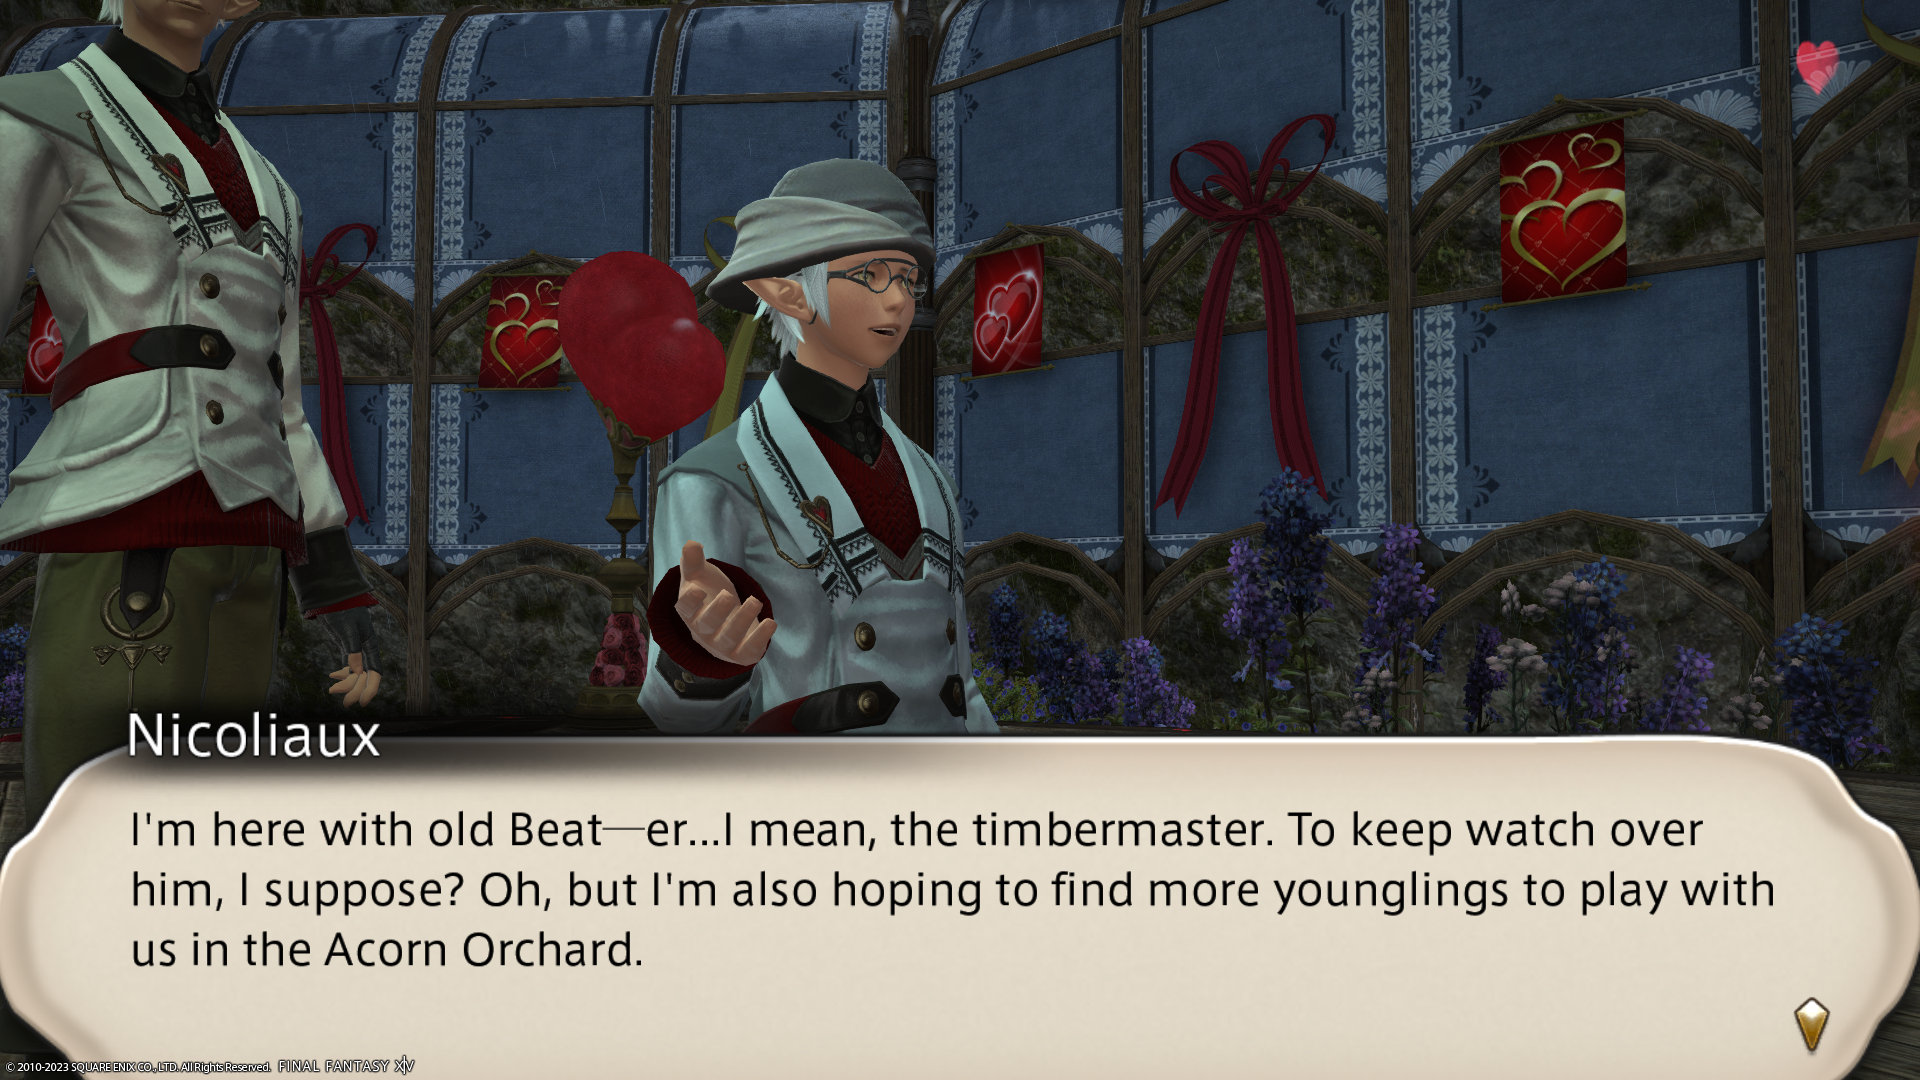 Nicoliaux
I'm here with old Beat—er...I mean, the timbermaster. To keep watch over
him, I suppose? Oh, but I'm also hoping to find more younglings to play with
us in the Acorn Orchard.
© 2010-2023 SQUARE ENIX CO., LTD. All Rights Reserved. FINAL FANTASY XIV